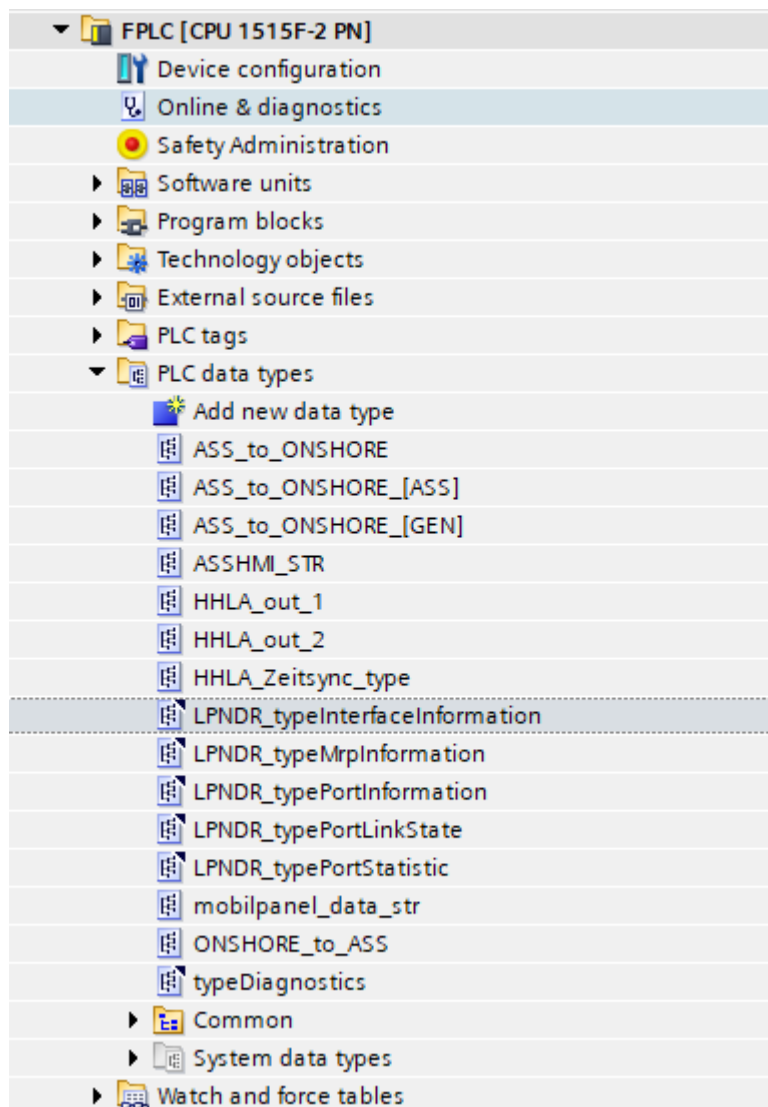 FPLC [CPU 1515F-2 PN]
Device configuration
Online & diagnostics
Safety Administration
Software units
Program blocks
Technology objects
External source files
PLC tags
PLC data types
Add new data type
ASS_to_ONSHORE
ASS_to_ONSHORE_[ASS]
ASS_to_ONSHORE_[GEN]
ASSHMI_STR
HHLA_out_1
HHLA_out_2
HHLA_Zeitsync_type
LPNDR_typeInterfaceInformation
LPNDR_typeMrpInformation
LPNDR_typePortInformation
LPNDR_typePortLinkState
LPNDR_typePortStatistic
mobilpanel_data_str
ONSHORE_to_ASS
typeDiagnostics
Common
System data types
Watch and force tables